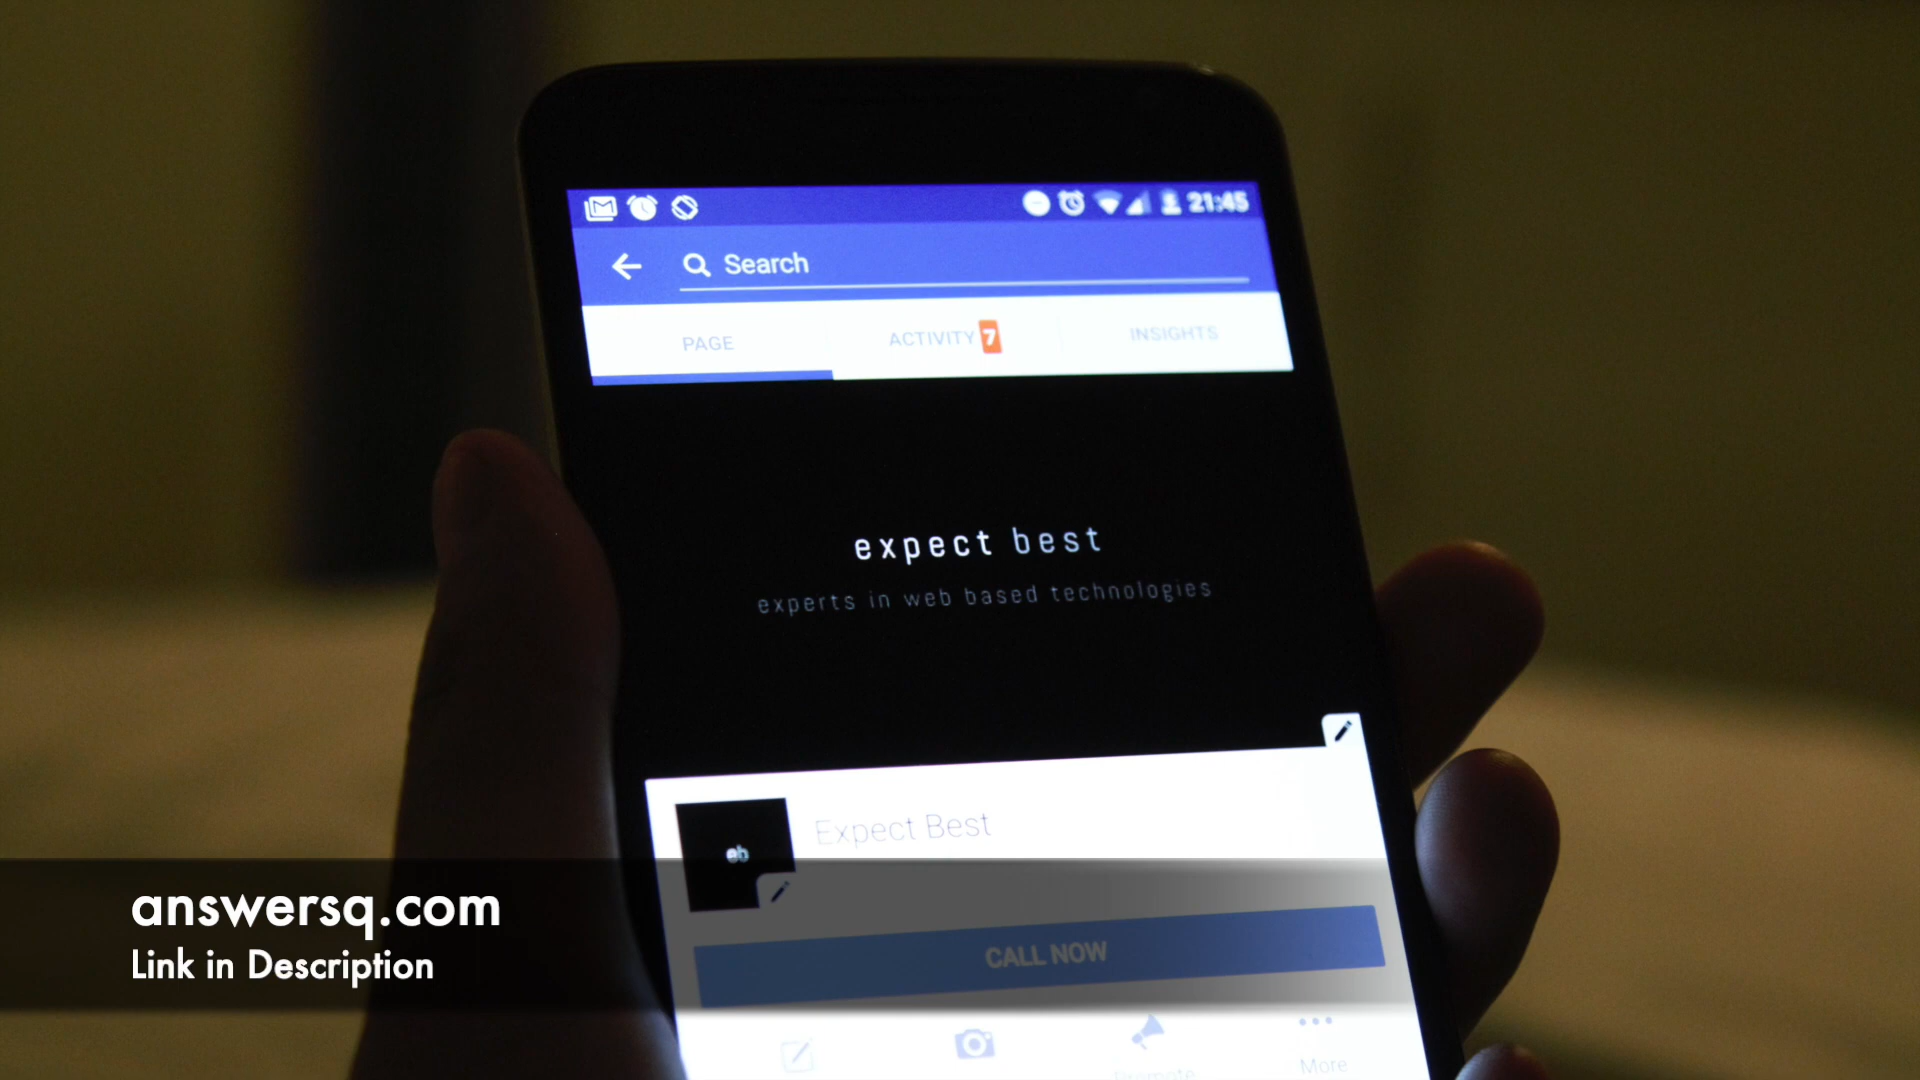 21:45
Search
PAGE ACTIVITY 7 INSIGHTS
expect best
experts in web based technologies
Expect Best
eb
CALL NOW
Promote More
answersq.com
Link in Description